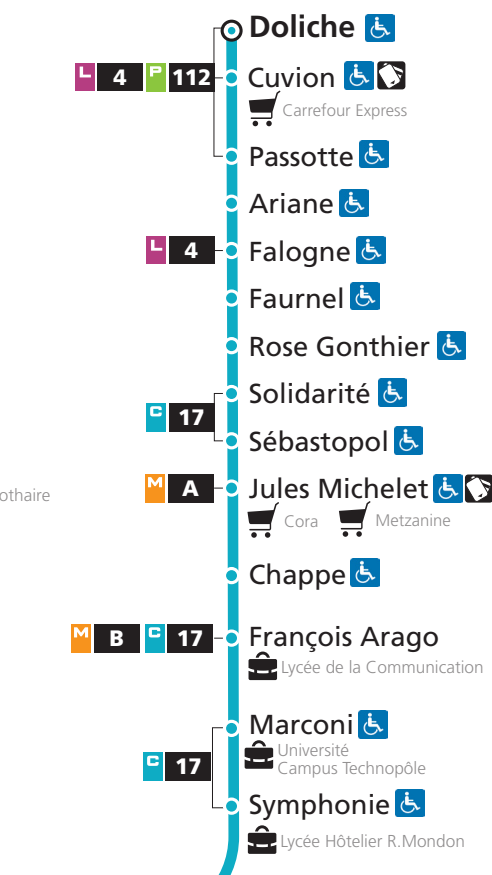 Doliche
L 4 P 112 Cuvion
Carrefour Express
Passotte
Ariane
L 4 Falogne
Faurnel
Rose Gonthier
Solidarité
C 17
Sébastopol
othaire
M A Jules Michelet
Cora Metzanine
Chappe
M B C 17 François Arago
Lycée de la Communication
Marconi
Université
C 17 Campus Technopôle
Symphonie
Lycée Hôtelier R.Mondon